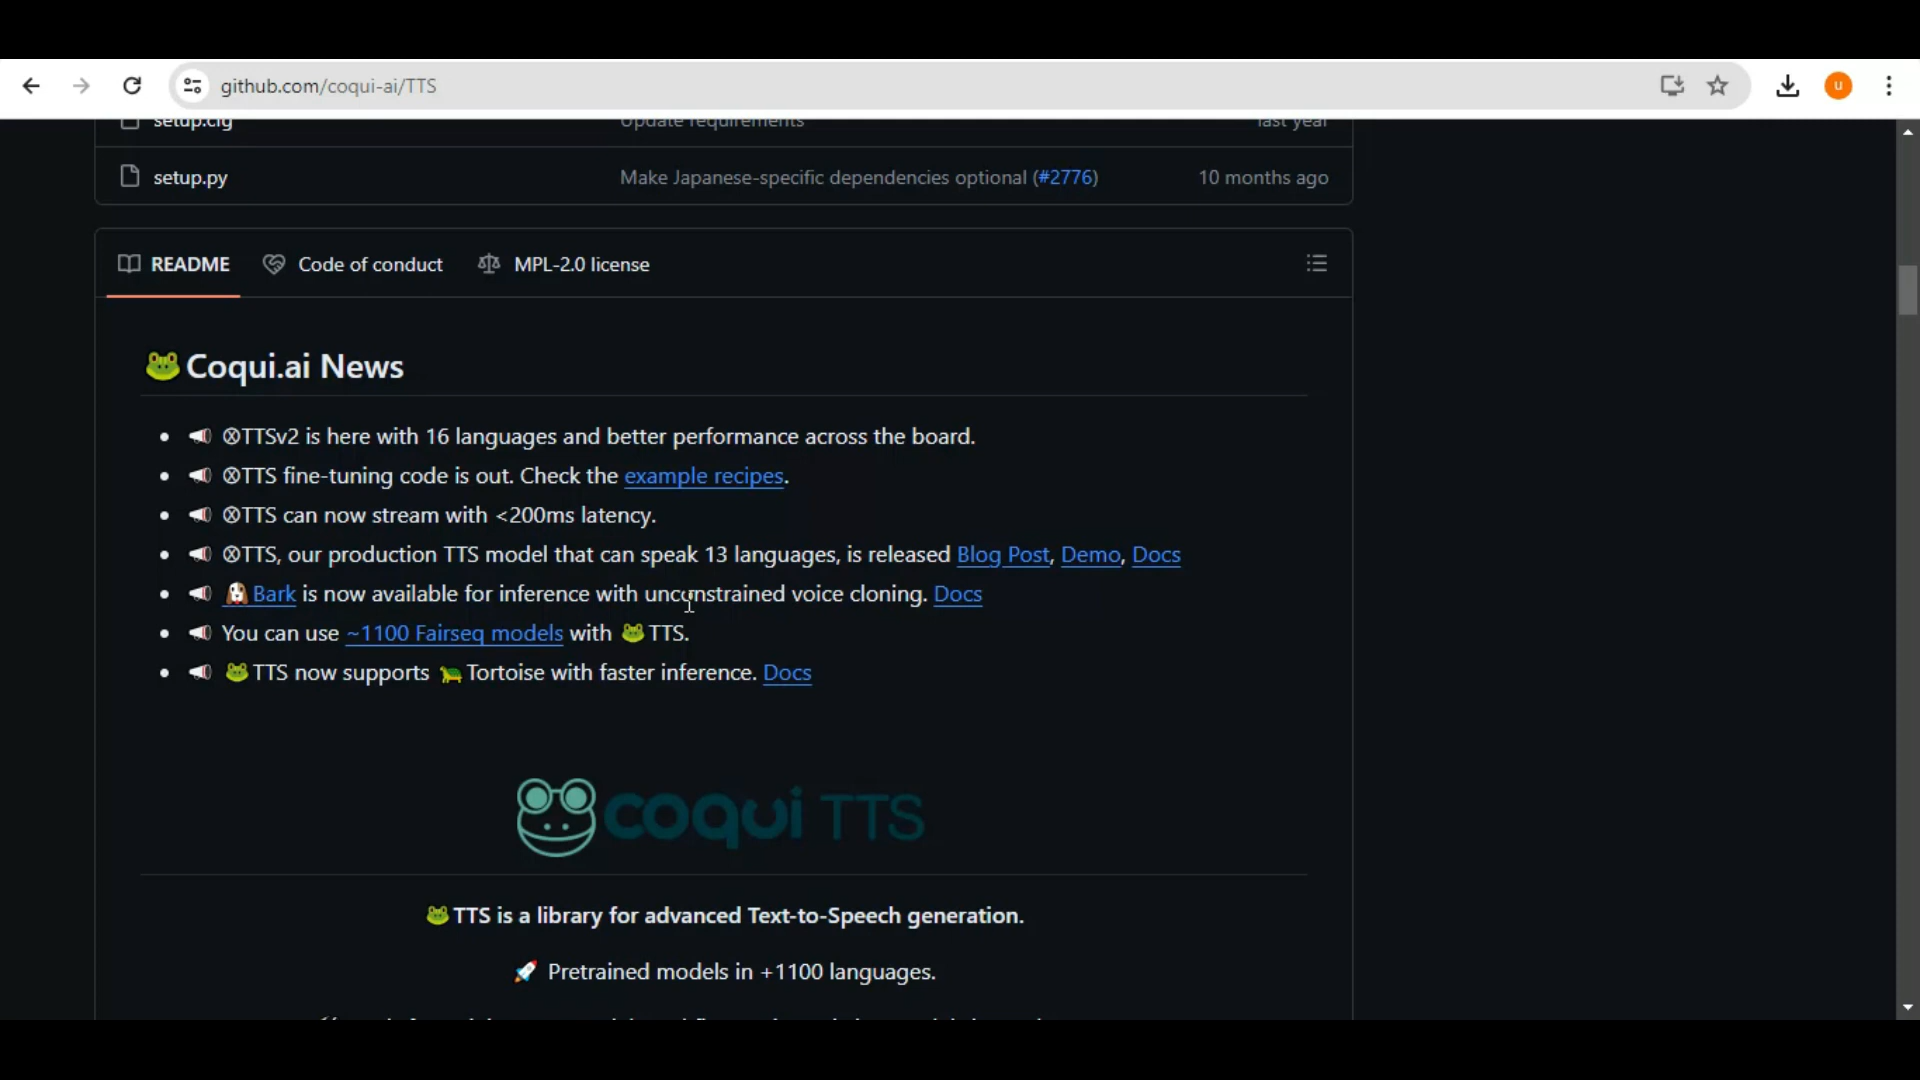 github.com/coqui-ai/TTS
setup.cfg Update requirements last year
setup.py Make Japanese-specific dependencies optional (#2776) 10 months ago
README Code of conduct MPL-2.0 license
🐸Coqui.ai News
• 📣 ⓍTTSv2 is here with 16 languages and better performance across the board.
• 📣 ⓍTTS fine-tuning code is out. Check the example recipes.
• 📣 ⓍTTS can now stream with <200ms latency.
• 📣 ⓍTTS, our production TTS model that can speak 13 languages, is released Blog Post, Demo, Docs
• 📣 🐶Bark is now available for inference with unconstrained voice cloning. Docs
• 📣 You can use ~1100 Fairseq models with 🐸TTS.
• 📣 🐸TTS now supports 🐢Tortoise with faster inference. Docs
coqui TTS
🐸TTS is a library for advanced Text-to-Speech generation.
🚀 Pretrained models in +1100 languages.